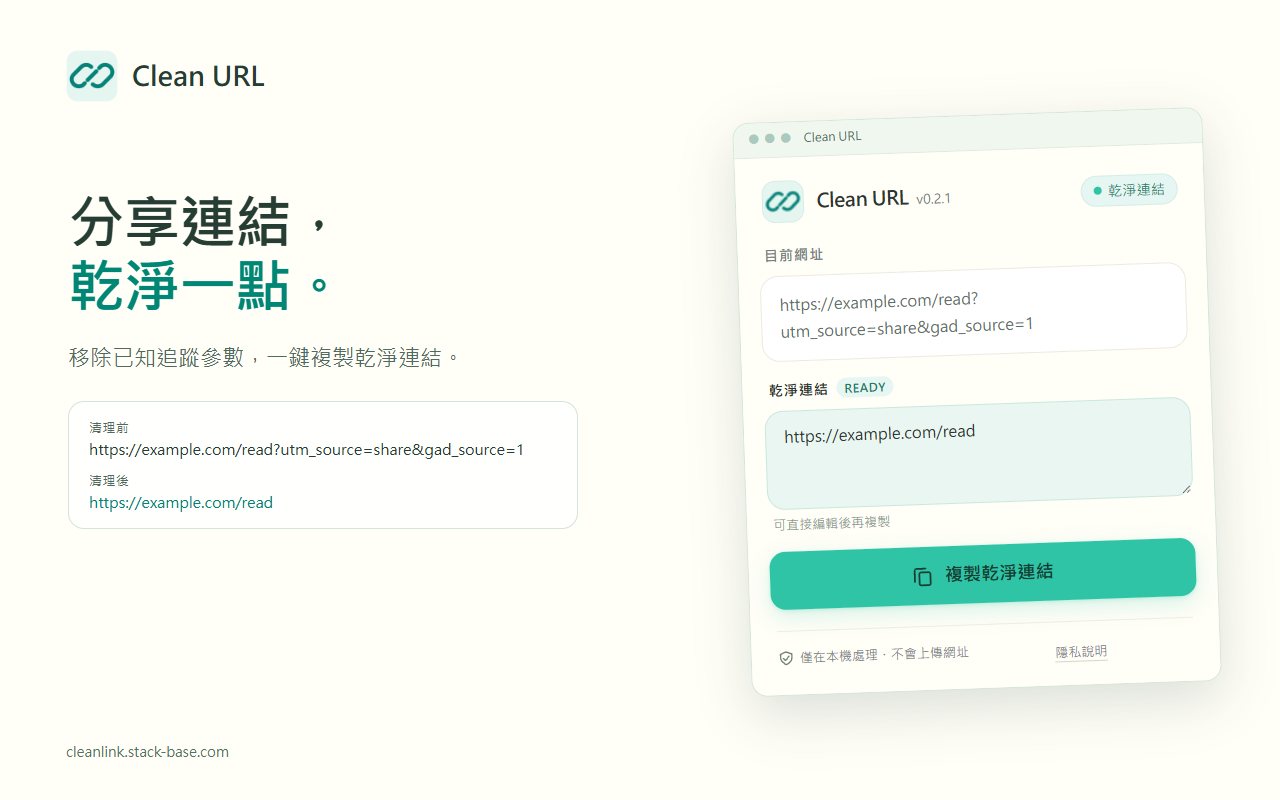 Clean URL
分享連結，
乾淨一點。
移除已知追蹤參數，一鍵複製乾淨連結。
清理前
https://example.com/read?utm_source=share&gad_source=1
清理後
https://example.com/read
cleanlink.stack-base.com
Clean URL
Clean URL v0.2.1
乾淨連結
目前網址
https://example.com/read?
utm_source=share&gad_source=1
乾淨連結 READY
https://example.com/read
可直接編輯後再複製
複製乾淨連結
僅在本機處理 · 不會上傳網址
隱私說明